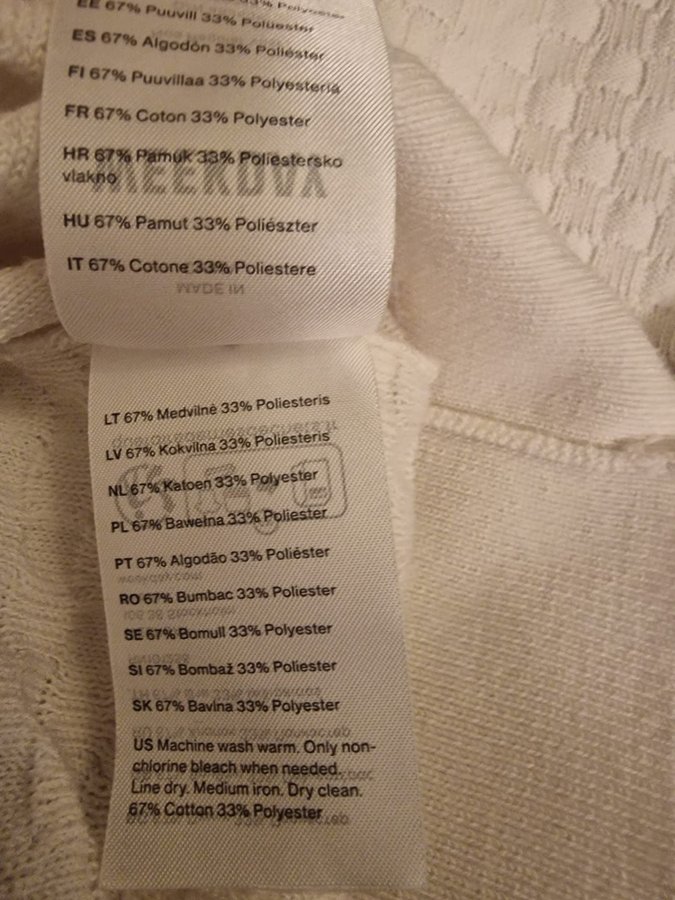 EE 67% Puuvill 33% Polüester
ES 67% Algodón 33% Poliéster
FI 67% Puuvillaa 33% Polyesteriä
FR 67% Coton 33% Polyester
HR 67% Pamuk 33% Poliestersko
vlakno
HU 67% Pamut 33% Poliészter
IT 67% Cotone 33% Poliestere
MADE IN
LT 67% Medvilnė 33% Poliesteris
LV 67% Kokvilna 33% Poliesteris
NL 67% Katoen 33% Polyester
PL 67% Bawełna 33% Poliester
PT 67% Algodão 33% Poliéster
RO 67% Bumbac 33% Poliester
SE 67% Bomull 33% Polyester
SI 67% Bombaž 33% Poliester
SK 67% Bavlna 33% Polyester
US Machine wash warm. Only non-
chlorine bleach when needed.
Line dry. Medium iron. Dry clean.
67% Cotton 33% Polyester